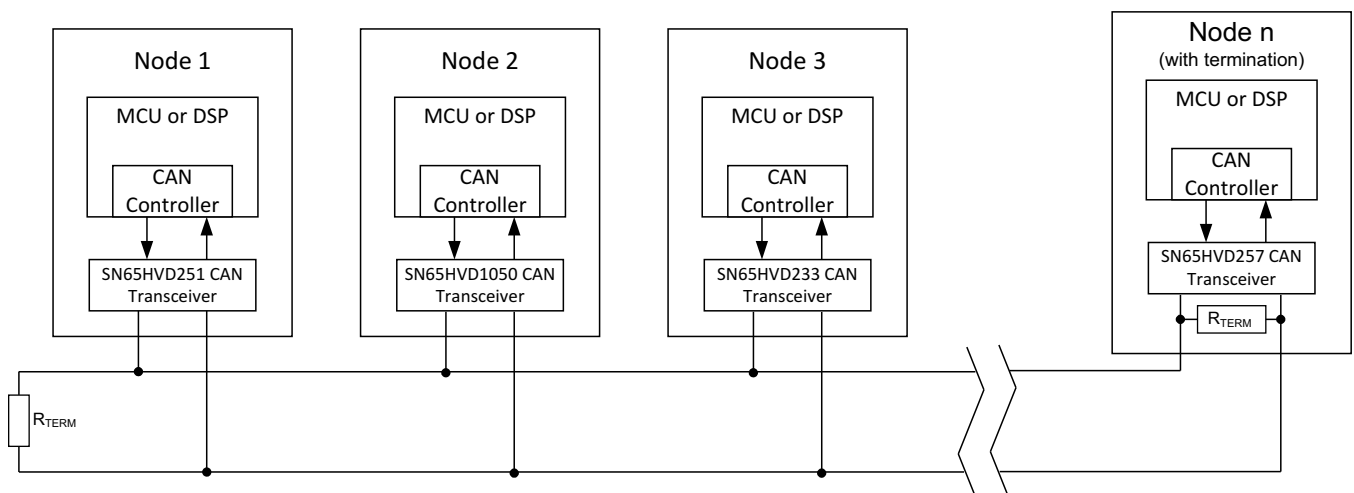 Node 1
MCU or DSP
CAN
Controller
SN65HVD251 CAN
Transceiver
Node 2
MCU or DSP
CAN
Controller
SN65HVD1050 CAN
Transceiver
Node 3
MCU or DSP
CAN
Controller
SN65HVD233 CAN
Transceiver
Node n
(with termination)
MCU or DSP
CAN
Controller
SN65HVD257 CAN
Transceiver
RTERM
RTERM